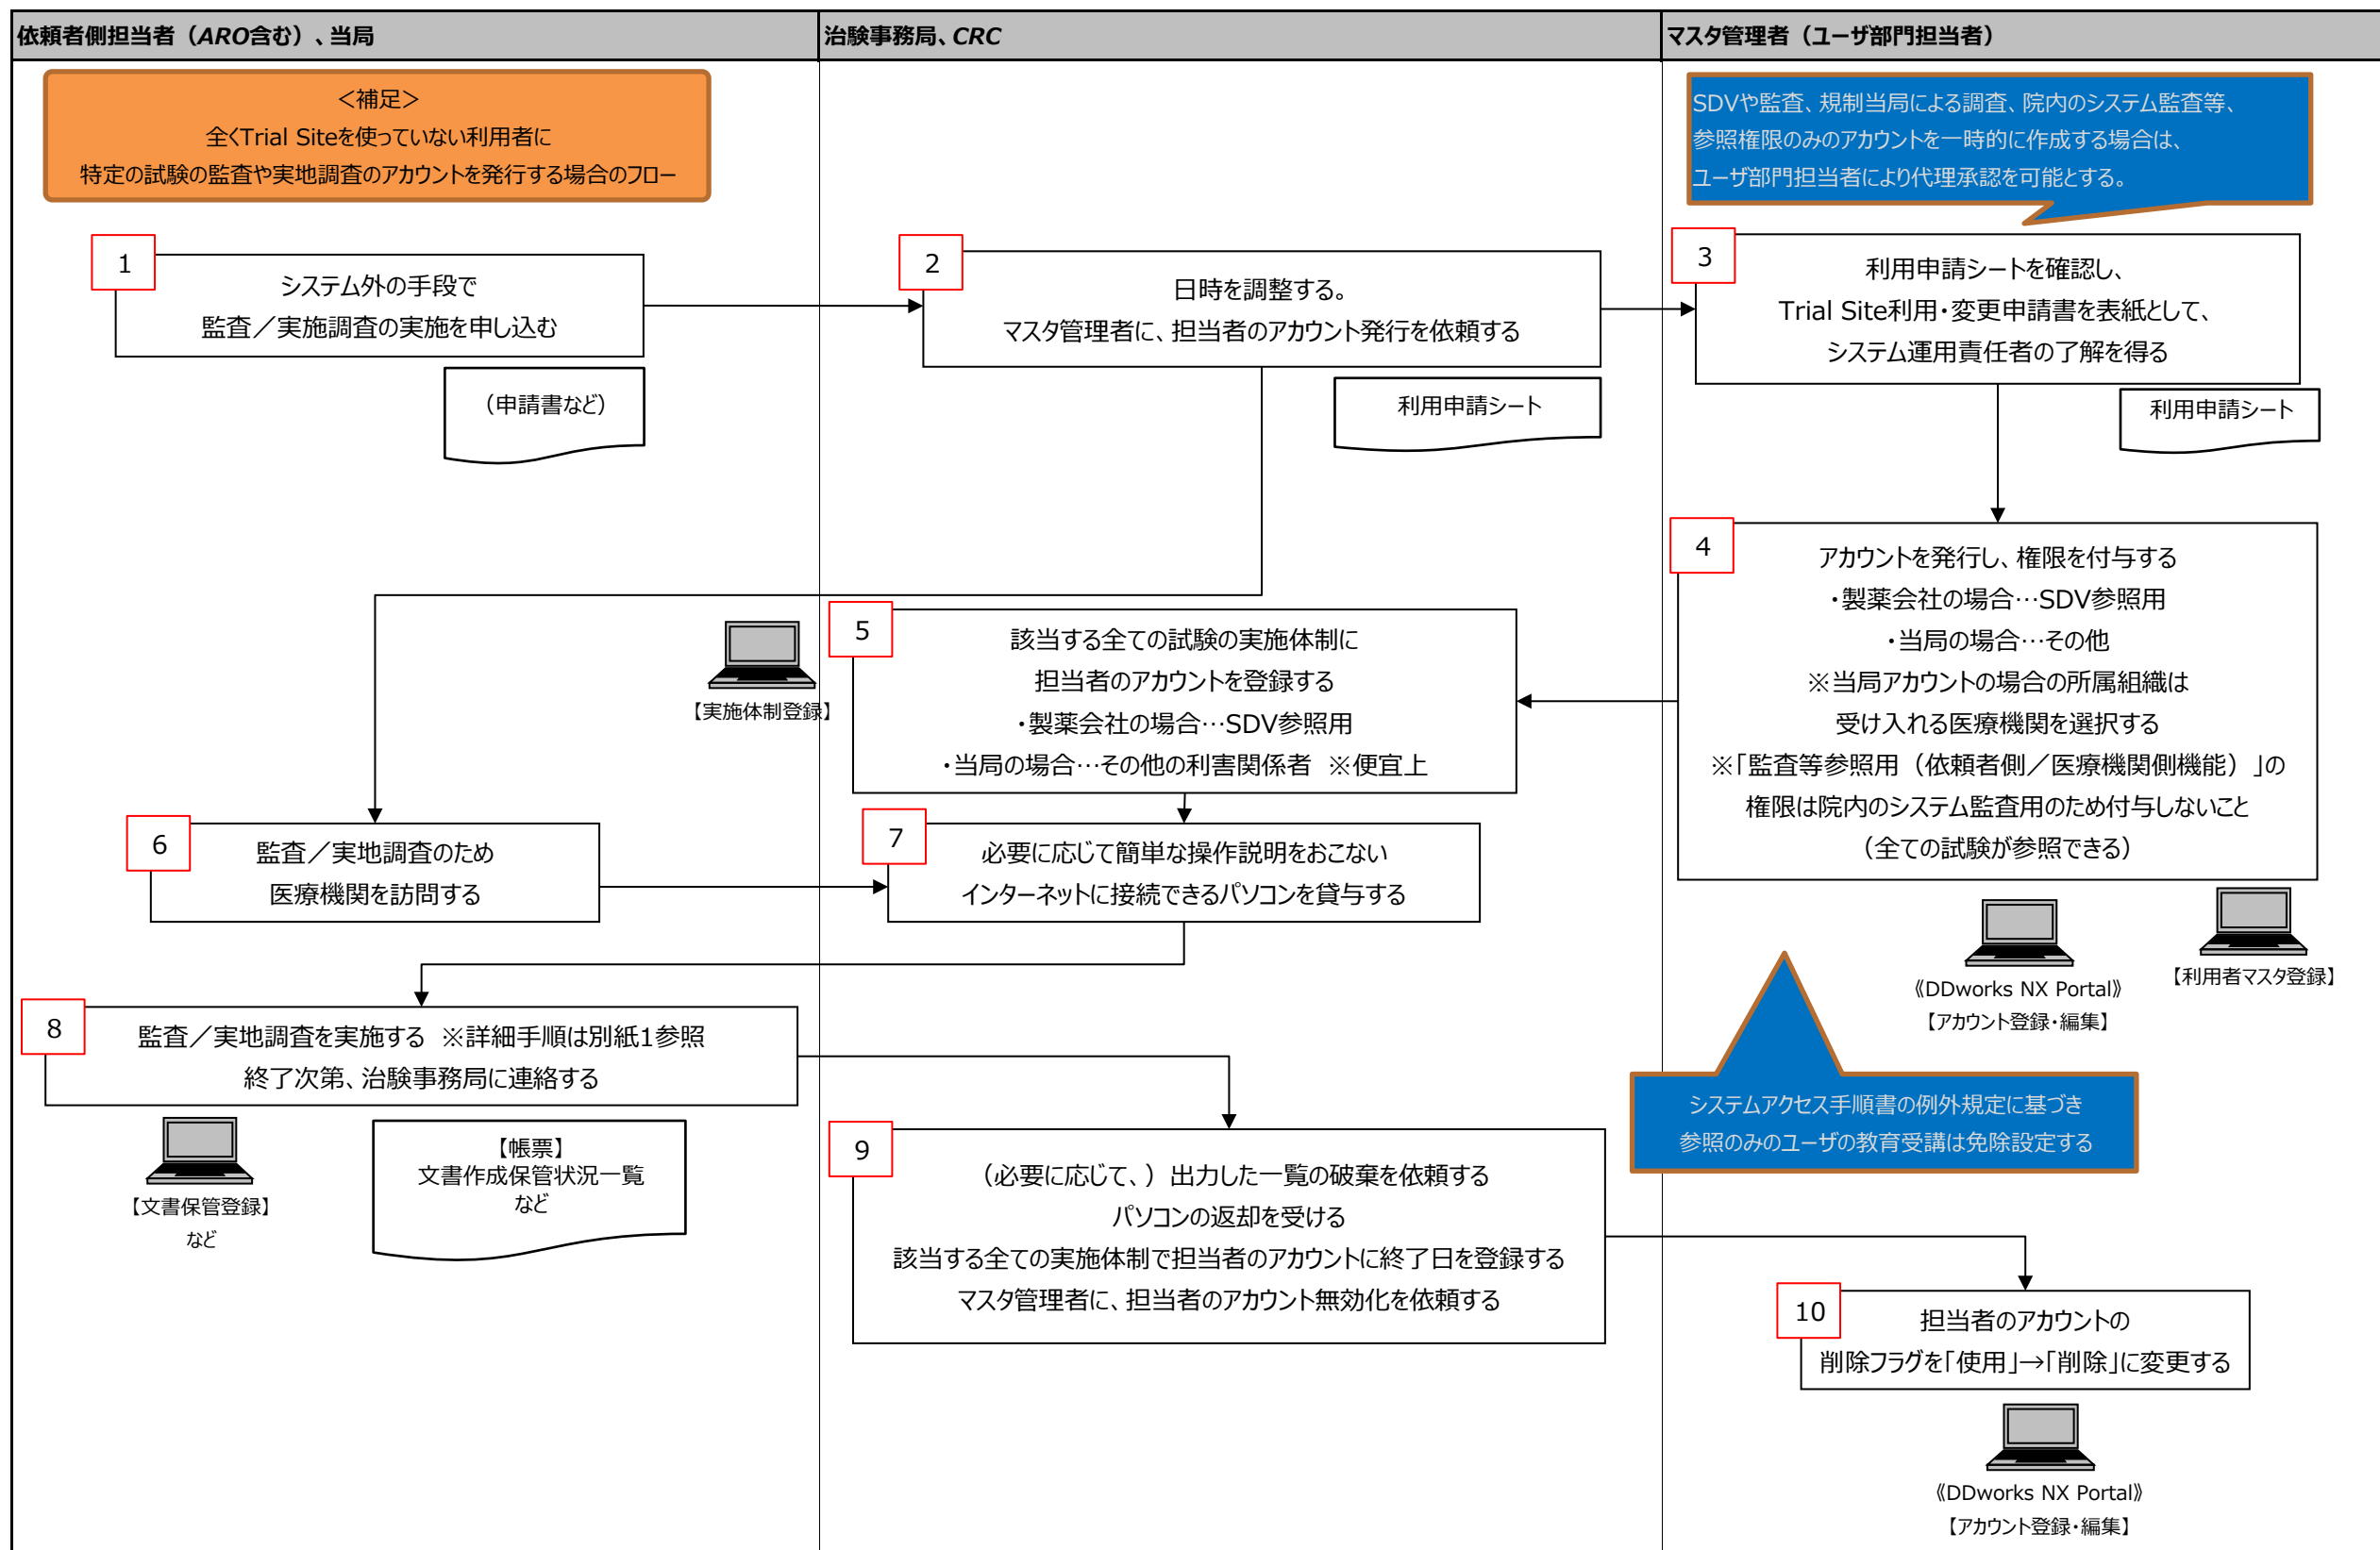 依頼者側担当者（ARO含む）、当局
治験事務局、CRC
マスタ管理者（ユーザ部門担当者）
＜補足＞
全くTrial Siteを使っていない利用者に
特定の試験の監査や実地調査のアカウントを発行する場合のフロー
SDVや監査、規制当局による調査、院内のシステム監査等、
参照権限のみのアカウントを一時的に作成する場合は、
ユーザ部門担当者により代理承認を可能とする。
1
システム外の手段で
監査／実施調査の実施を申し込む
（申請書など）
2
日時を調整する。
マスタ管理者に、担当者のアカウント発行を依頼する
利用申請シート
3
利用申請シートを確認し、
Trial Site利用・変更申請書を表紙として、
システム運用責任者の了解を得る
利用申請シート
4
アカウントを発行し、権限を付与する
・製薬会社の場合…SDV参照用
・当局の場合…その他
※当局アカウントの場合の所属組織は
受け入れる医療機関を選択する
※「監査等参照用（依頼者側／医療機関側機能）」の
権限は院内のシステム監査用のため付与しないこと
（全ての試験が参照できる）
《DDworks NX Portal》
【アカウント登録・編集】
【利用者マスタ登録】
5
該当する全ての試験の実施体制に
担当者のアカウントを登録する
・製薬会社の場合…SDV参照用
・当局の場合…その他の利害関係者　※便宜上
【実施体制登録】
6
監査／実地調査のため
医療機関を訪問する
7
必要に応じて簡単な操作説明をおこない
インターネットに接続できるパソコンを貸与する
8
監査／実地調査を実施する　※詳細手順は別紙1参照
終了次第、治験事務局に連絡する
【文書保管登録】
など
【帳票】
文書作成保管状況一覧
など
システムアクセス手順書の例外規定に基づき
参照のみのユーザの教育受講は免除設定する
9
（必要に応じて、）出力した一覧の破棄を依頼する
パソコンの返却を受ける
該当する全ての実施体制で担当者のアカウントに終了日を登録する
マスタ管理者に、担当者のアカウント無効化を依頼する
10
担当者のアカウントの
削除フラグを「使用」→「削除」に変更する
《DDworks NX Portal》
【アカウント登録・編集】